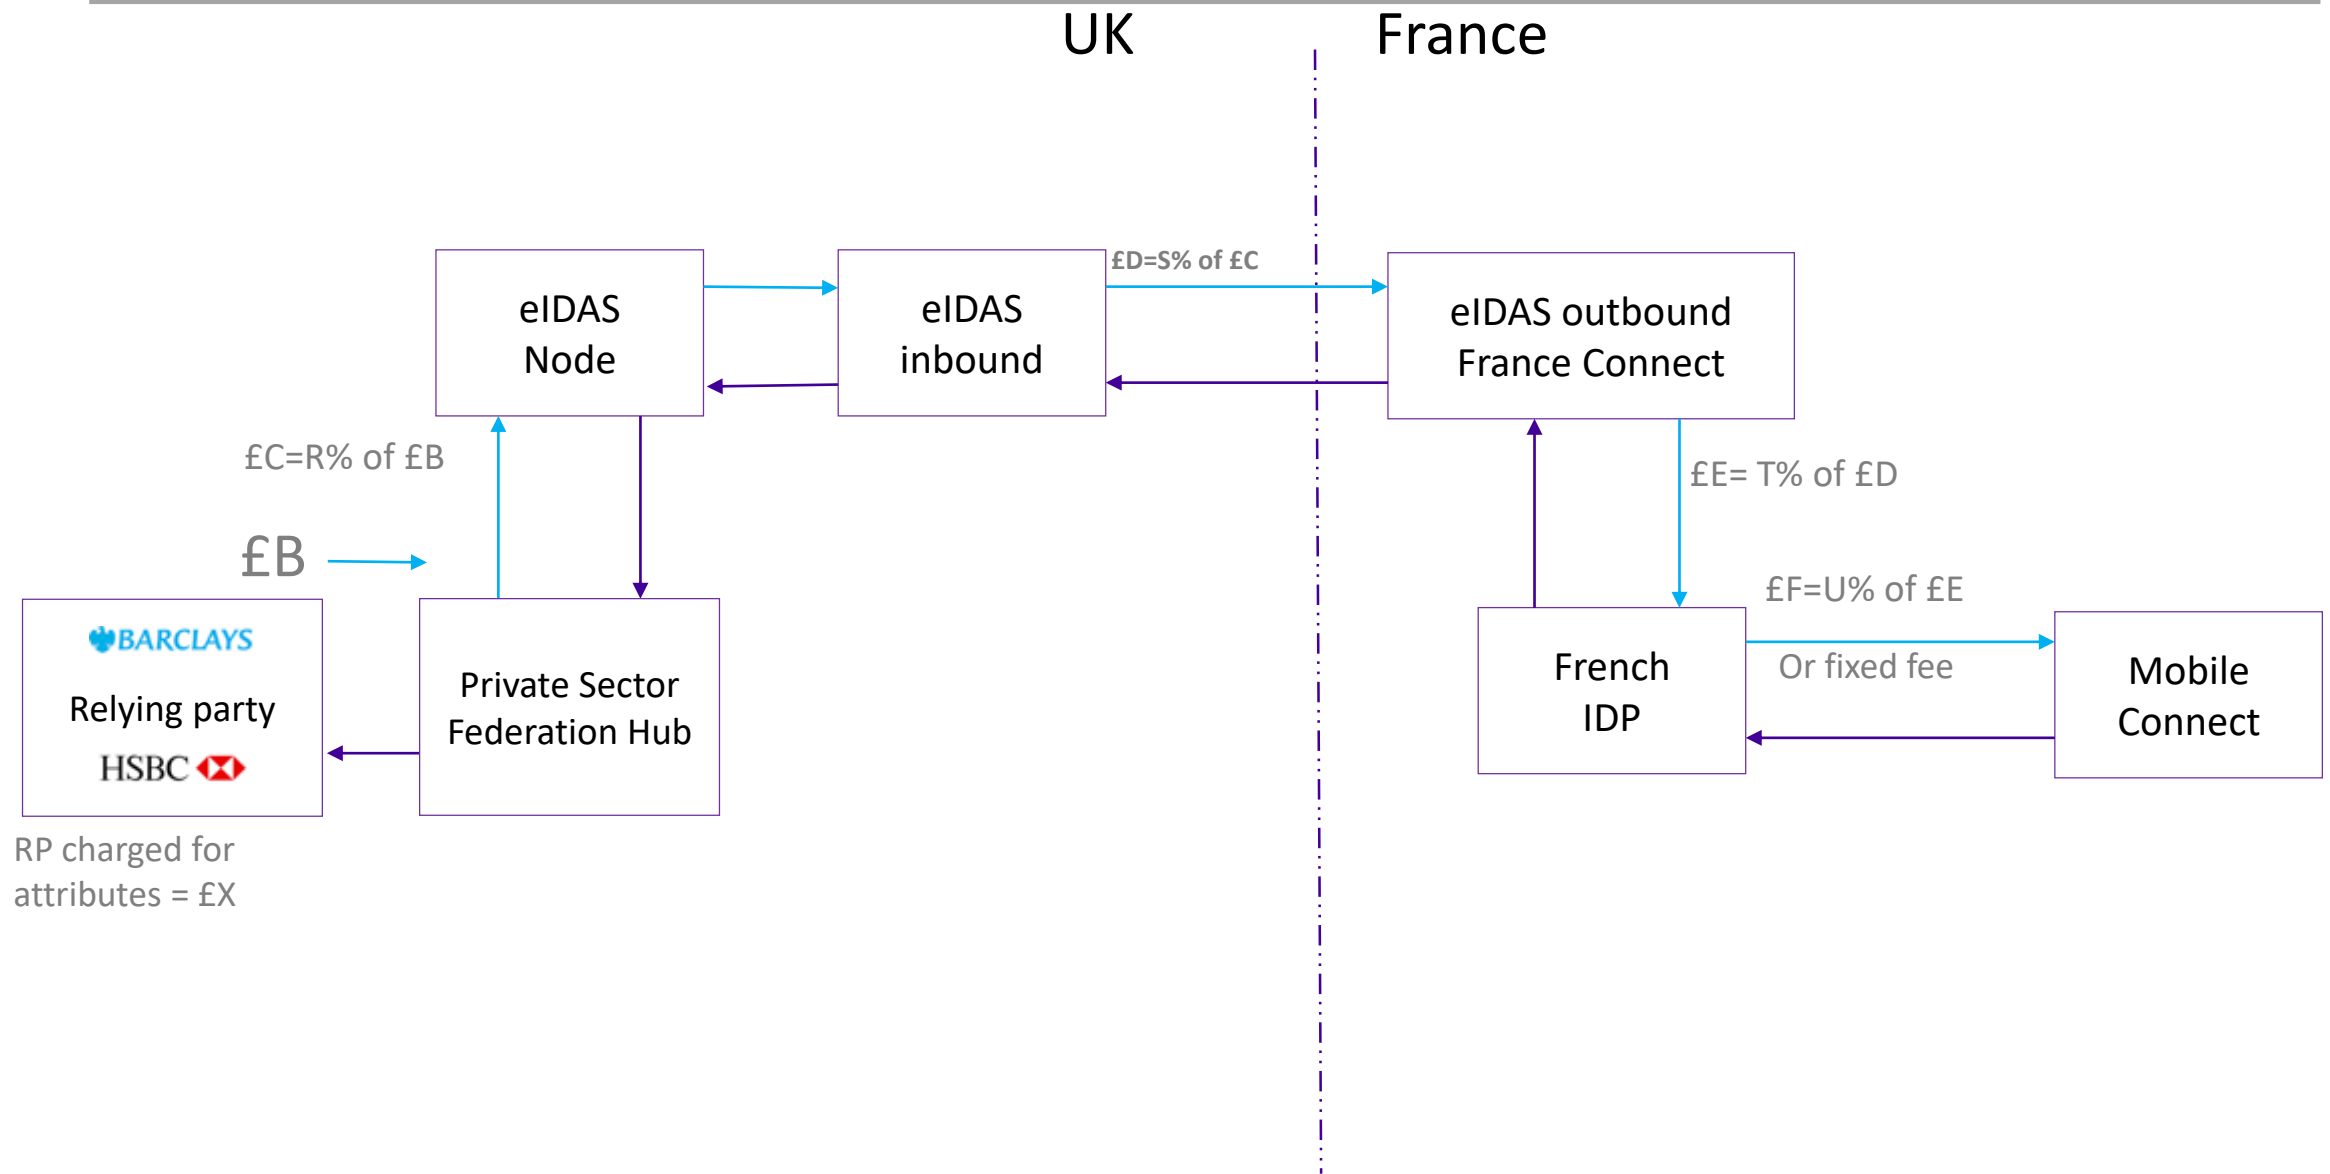 UK
France
£D=S% of £C
eIDAS
Node
eIDAS
inbound
eIDAS outbound
France Connect
£C=R% of £B
£E= T% of £D
£B
£F=U% of £E
BARCLAYS
Relying party
HSBC
Private Sector
Federation Hub
French
IDP
Or fixed fee
Mobile
Connect
RP charged for
attributes = £X